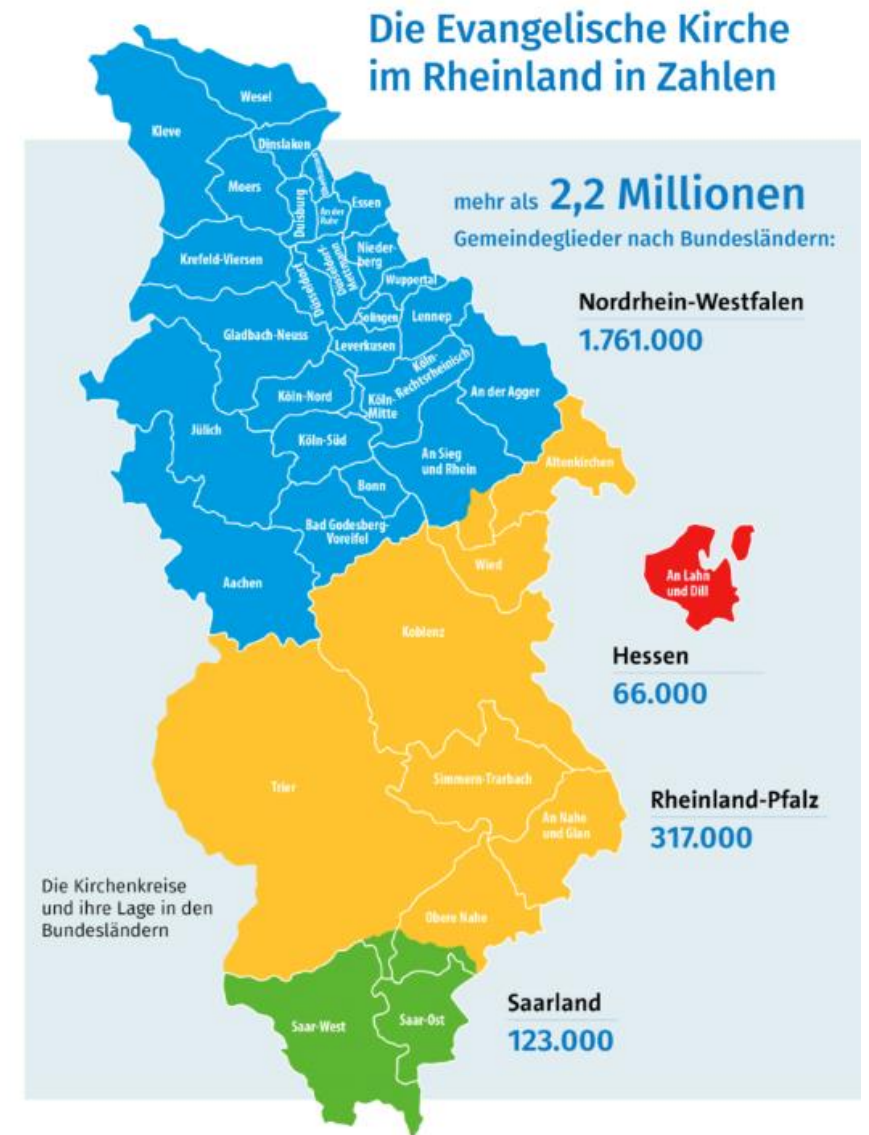 Die Evangelische Kirche
im Rheinland in Zahlen
mehr als 2,2 Millionen
Gemeindeglieder nach Bundesländern:
Nordrhein-Westfalen
1.761.000
Hessen
66.000
Rheinland-Pfalz
317.000
Saarland
123.000
Die Kirchenkreise
und ihre Lage in den
Bundesländern
Wesel
Kleve
Dinslaken
Moers
Duisburg
An der
Ruhr
Essen
Krefeld-Viersen
Düsseldorf
Düsseldorf-
Mettmann
Nieder-
berg
Wuppertal
Solingen
Lennep
Gladbach-Neuss
Leverkusen
Köln-
Rechtsrheinisch
Köln-Nord
Köln-
Mitte
An der Agger
Jülich
Köln-Süd
An Sieg
und Rhein
Bonn
Bad Godesberg-
Voreifel
Aachen
Altenkirchen
Wied
Koblenz
An Lahn
und Dill
Trier
Simmern-Trarbach
An Nahe
und Glan
Obere Nahe
Saar-West
Saar-Ost